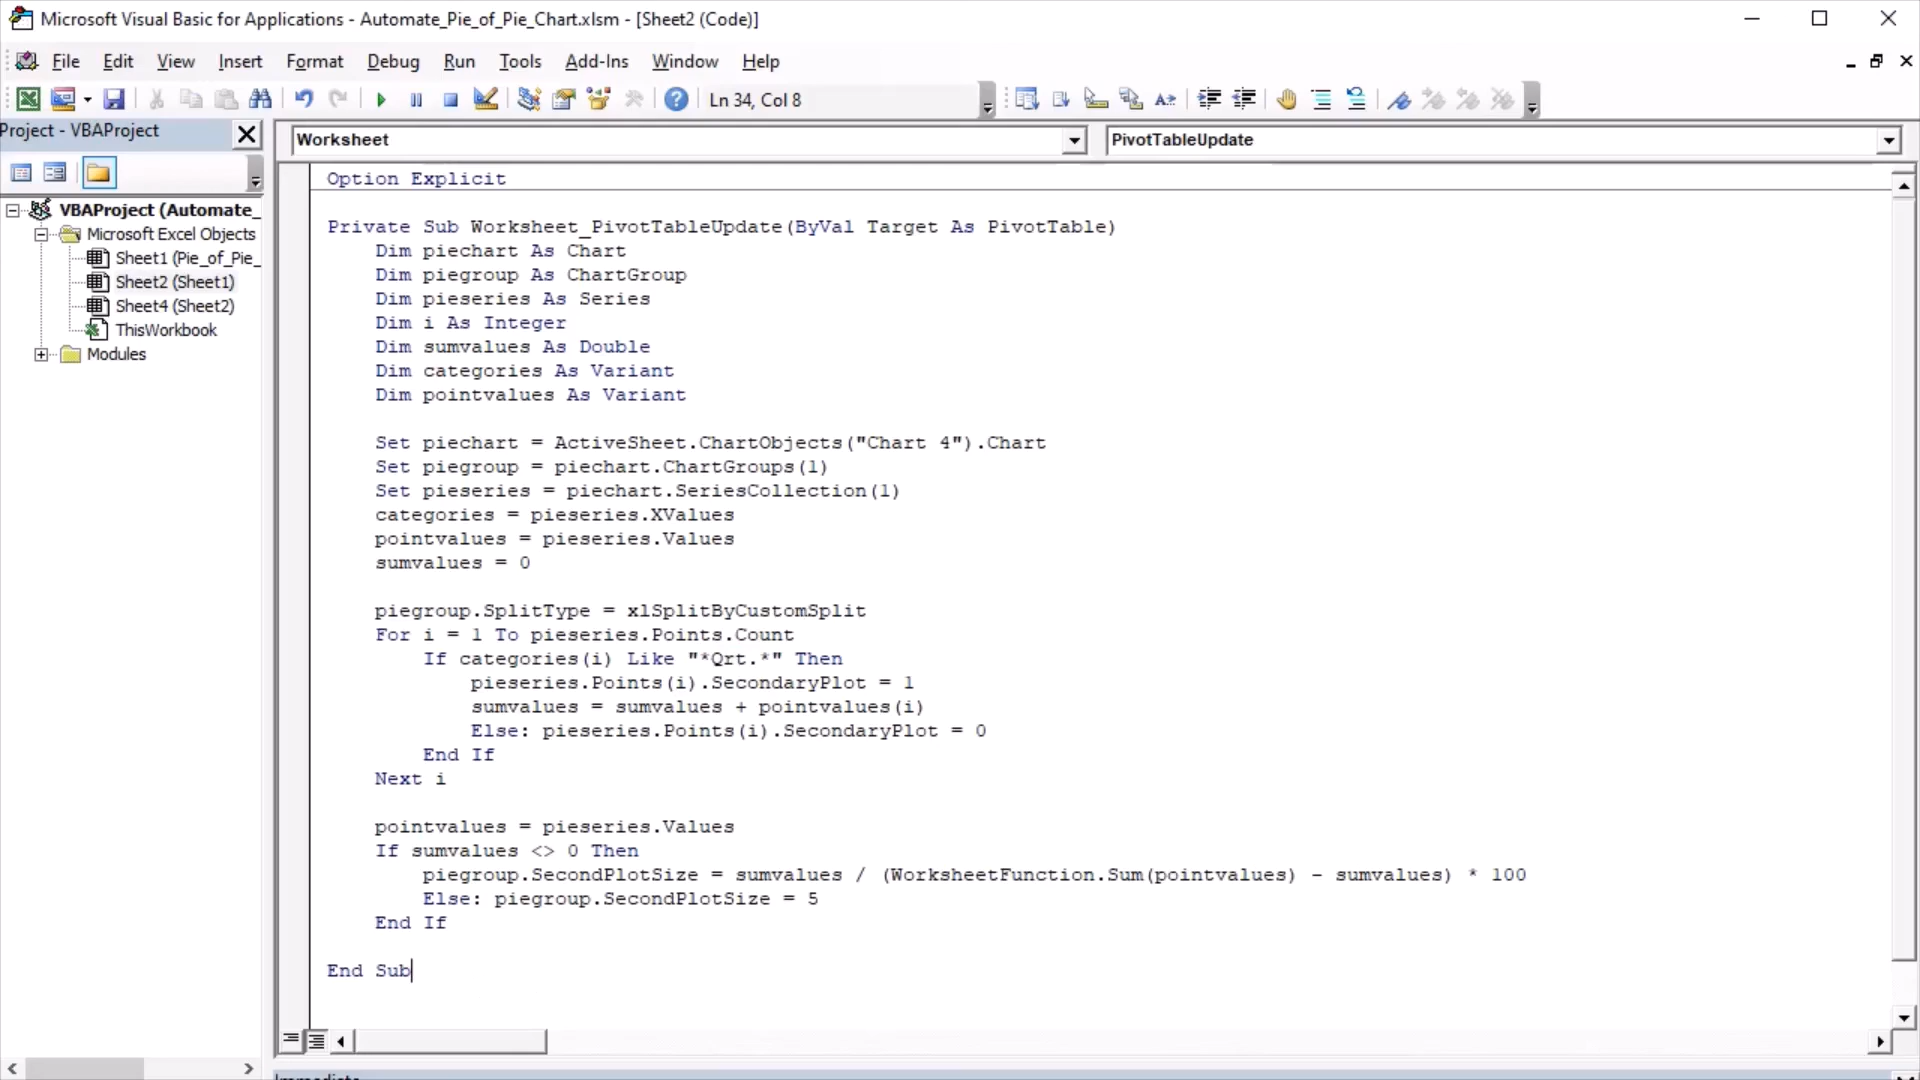 Microsoft Visual Basic for Applications - Automate_Pie_of_Pie_Chart.xlsm - [Sheet2 (Code)]
File Edit View Insert Format Debug Run Tools Add-Ins Window Help
Ln 34, Col 8
Project - VBAProject
Worksheet
PivotTableUpdate
VBAProject (Automate_
Microsoft Excel Objects
Sheet1 (Pie_of_Pie_
Sheet2 (Sheet1)
Sheet4 (Sheet2)
ThisWorkbook
Modules
Option Explicit
Private Sub Worksheet_PivotTableUpdate(ByVal Target As PivotTable)
Dim piechart As Chart
Dim piegroup As ChartGroup
Dim pieseries As Series
Dim i As Integer
Dim sumvalues As Double
Dim categories As Variant
Dim pointvalues As Variant
Set piechart = ActiveSheet.ChartObjects("Chart 4").Chart
Set piegroup = piechart.ChartGroups(1)
Set pieseries = piechart.SeriesCollection(1)
categories = pieseries.XValues
pointvalues = pieseries.Values
sumvalues = 0
piegroup.SplitType = xlSplitByCustomSplit
For i = 1 To pieseries.Points.Count
If categories(i) Like "*Qrt.*" Then
pieseries.Points(i).SecondaryPlot = 1
sumvalues = sumvalues + pointvalues(i)
Else: pieseries.Points(i).SecondaryPlot = 0
End If
Next i
pointvalues = pieseries.Values
If sumvalues <> 0 Then
piegroup.SecondPlotSize = sumvalues / (WorksheetFunction.Sum(pointvalues) - sumvalues) * 100
Else: piegroup.SecondPlotSize = 5
End If
End Sub